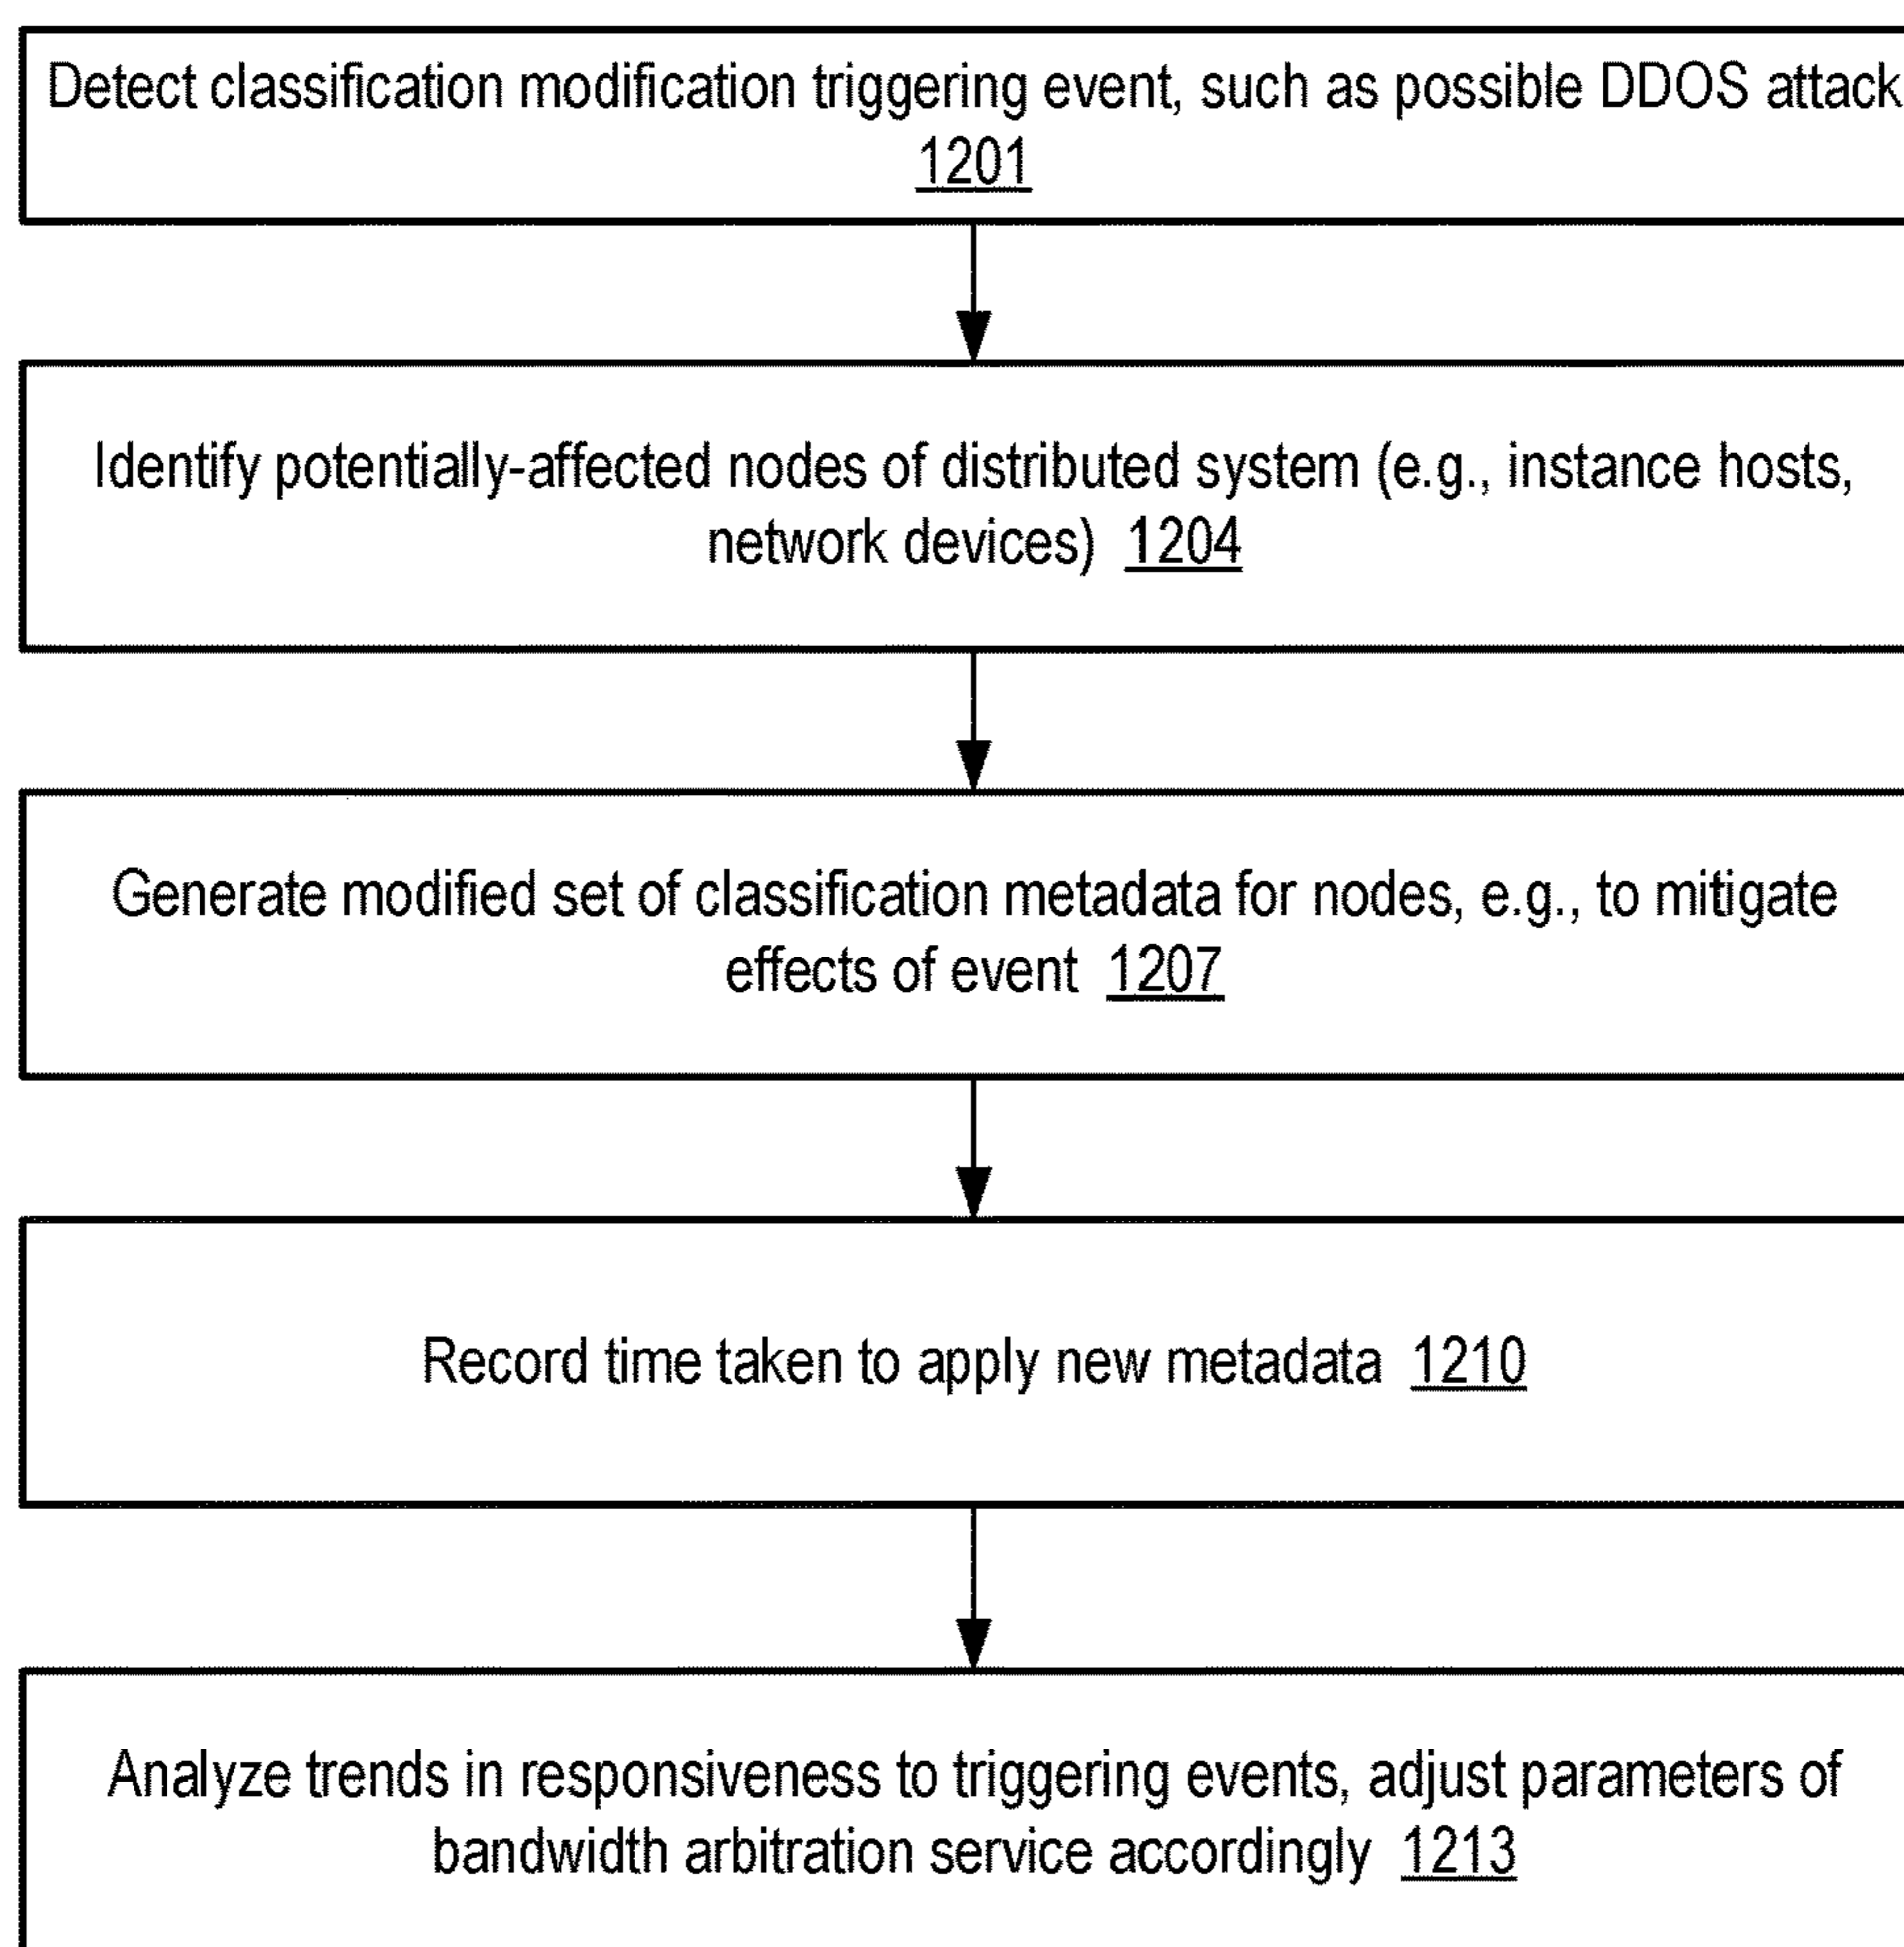 Detect classification modification triggering event, such as possible DDOS attack
1201
Identify potentially-affected nodes of distributed system (e.g., instance hosts,
network devices) 1204
Generate modified set of classification metadata for nodes, e.g., to mitigate
effects of event 1207
Record time taken to apply new metadata 1210
Analyze trends in responsiveness to triggering events, adjust parameters of
bandwidth arbitration service accordingly 1213